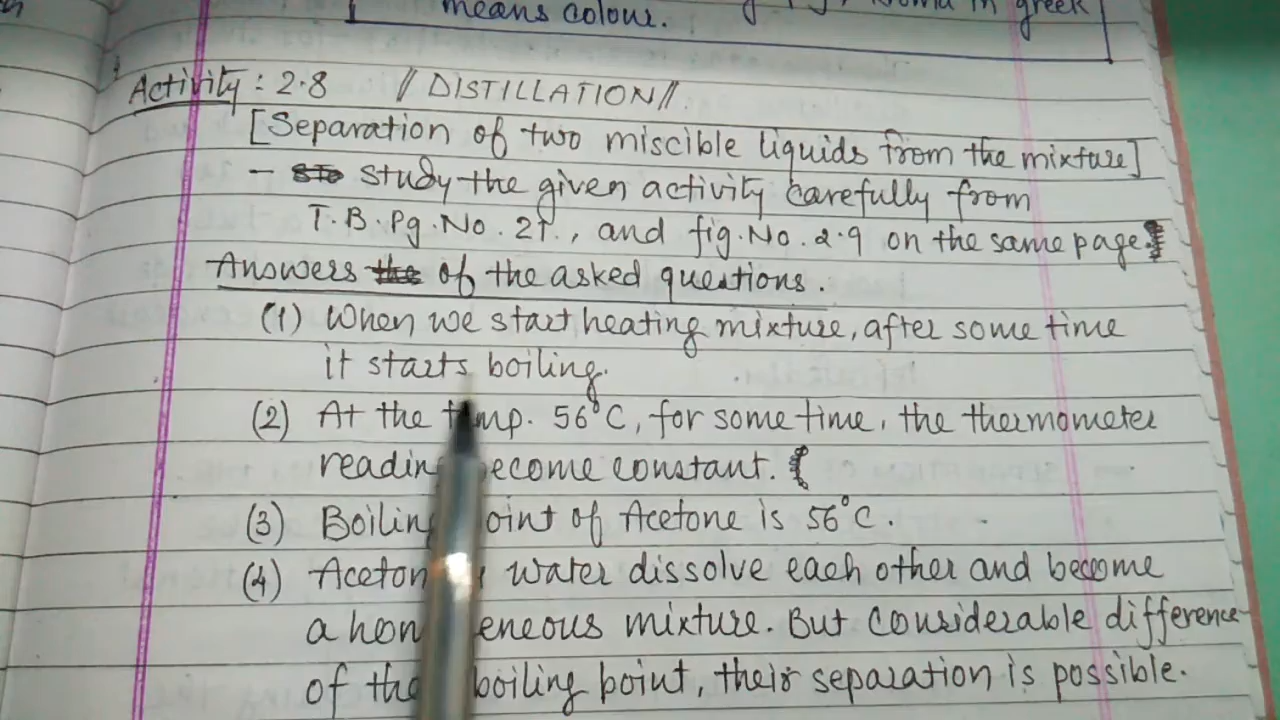 means colour.
in greek
Activity : 2.8 // DISTILLATION //.
[Separation of two miscible liquids from the mixture]
- study the given activity carefully from
T.B. Pg. No. 21., and fig. No. 2.9 on the same page.
Answers of the asked questions.
(1) When we start heating mixture, after some time
it starts boiling.
(2) At the temp. 56°C, for some time, the thermometer
reading become constant.
(3) Boiling point of Acetone is 56°C.
(4) water dissolve each other and become
a homogeneous mixture. But considerable difference
of the boiling point, their separation is possible.